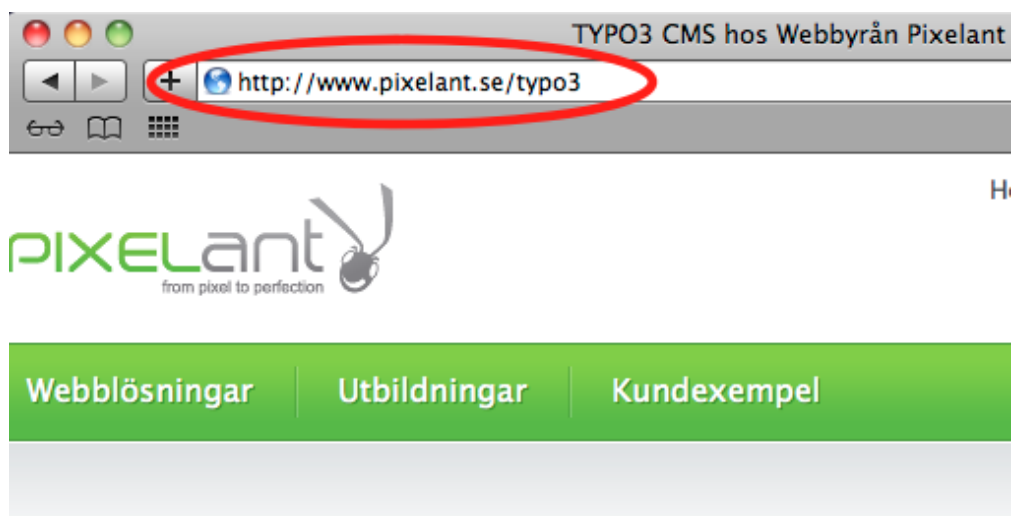 TYPO3 CMS hos Webbyrån Pixelant
http://www.pixelant.se/typo3
PIXELant
from pixel to perfection
Webblösningar Utbildningar Kundexempel